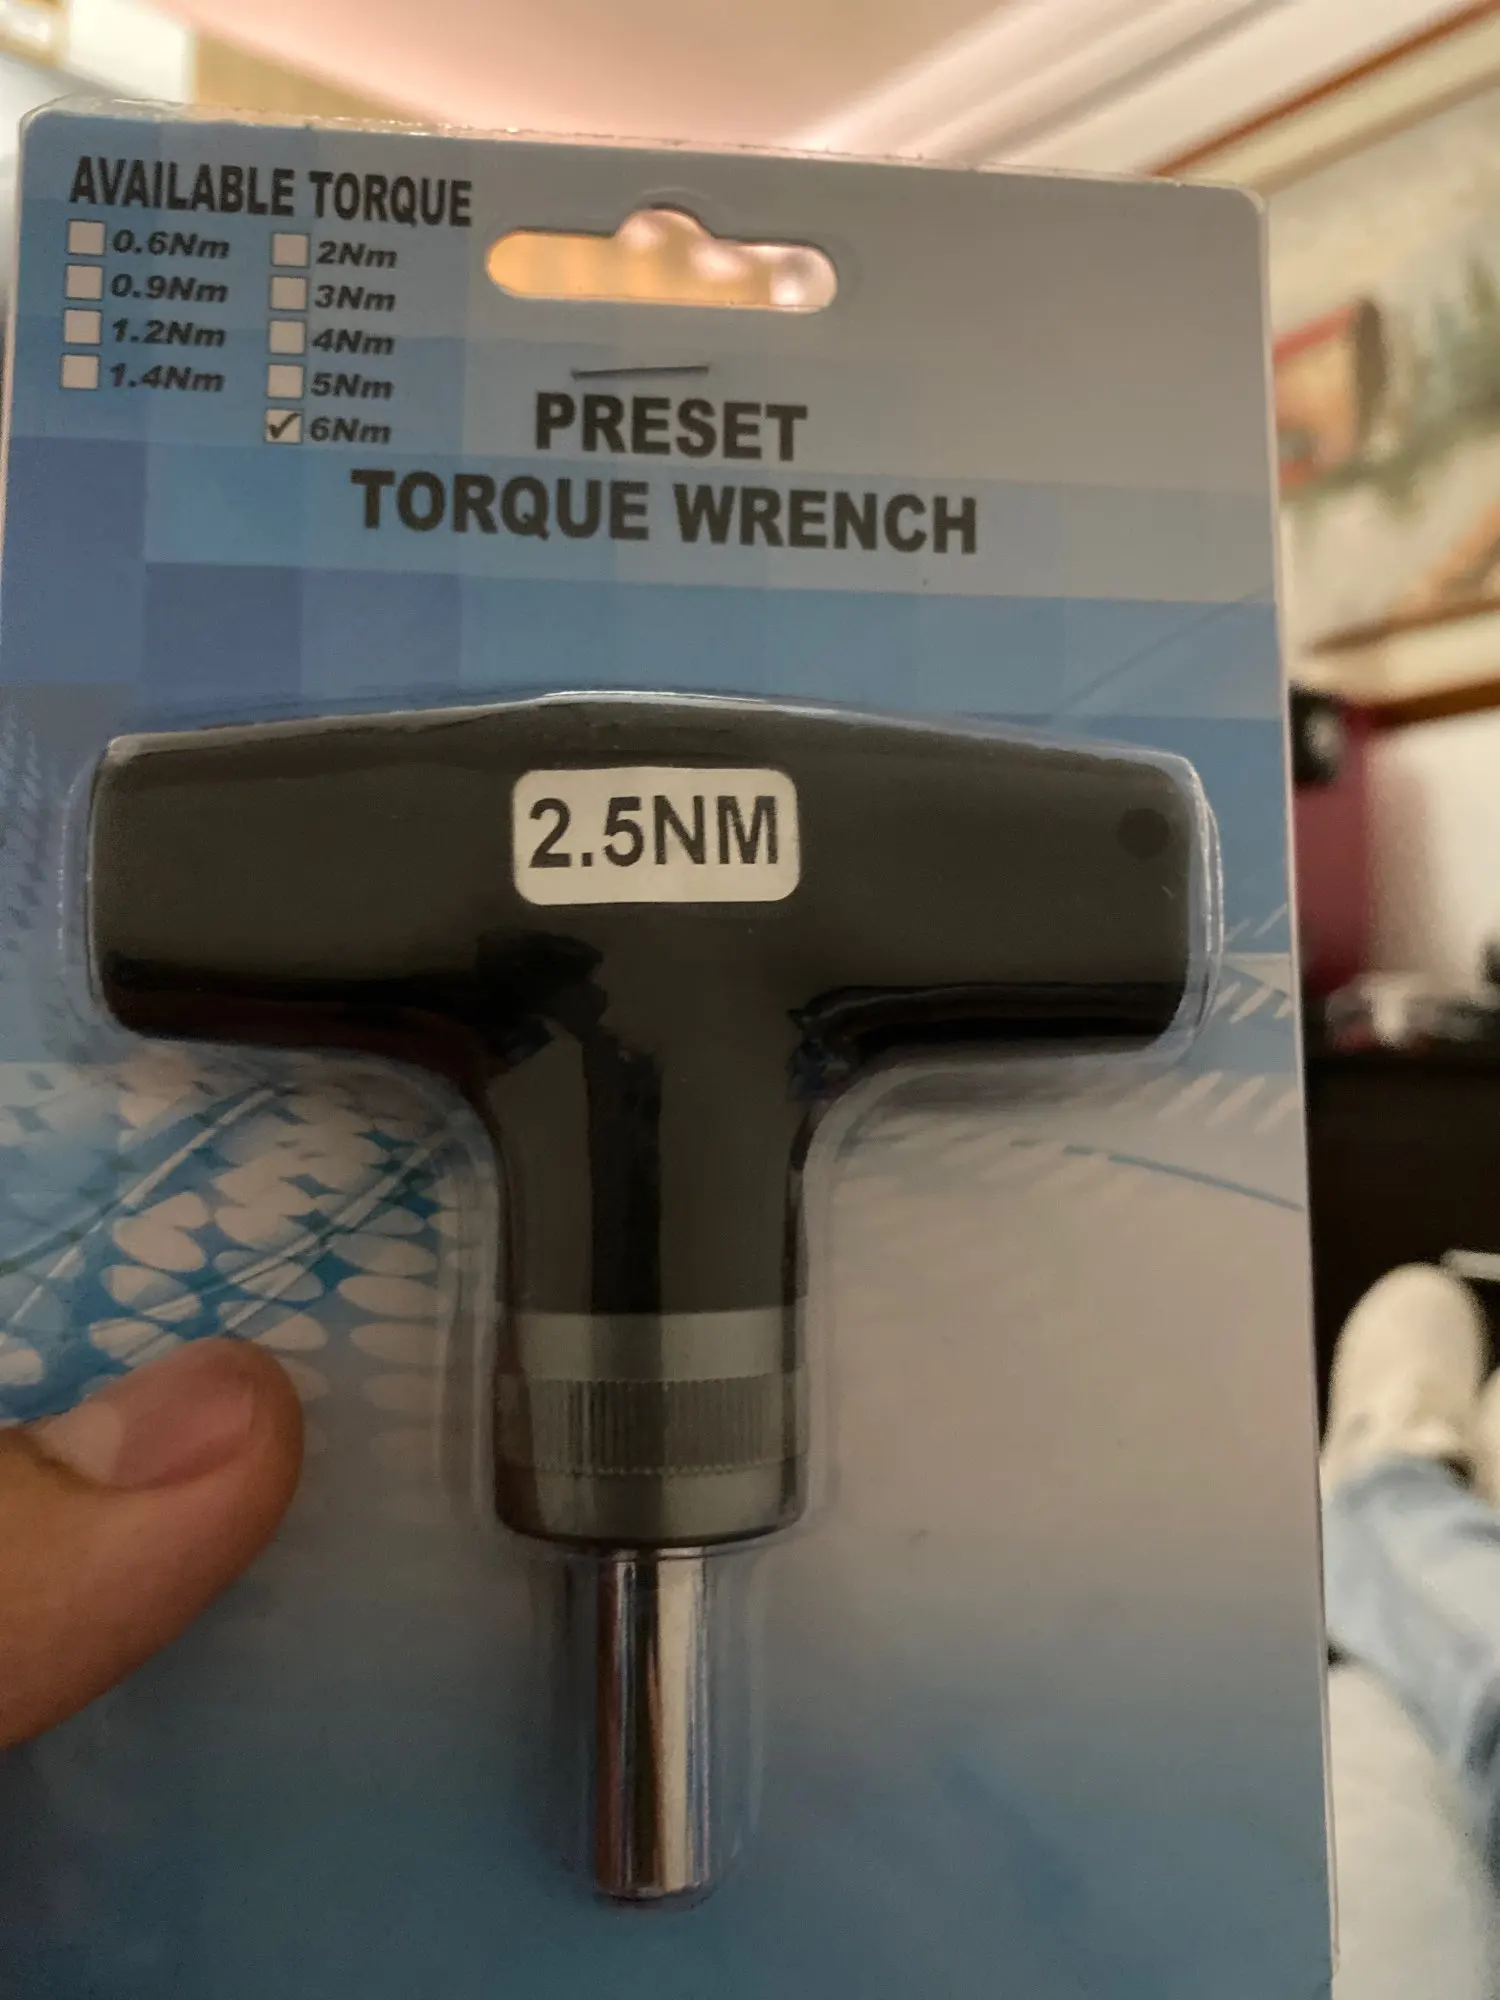 AVAILABLE TORQUE
0.6Nm
0.9Nm
1.2Nm
1.4Nm
2Nm
3Nm
4Nm
5Nm
6Nm
PRESET
TORQUE WRENCH
2.5NM